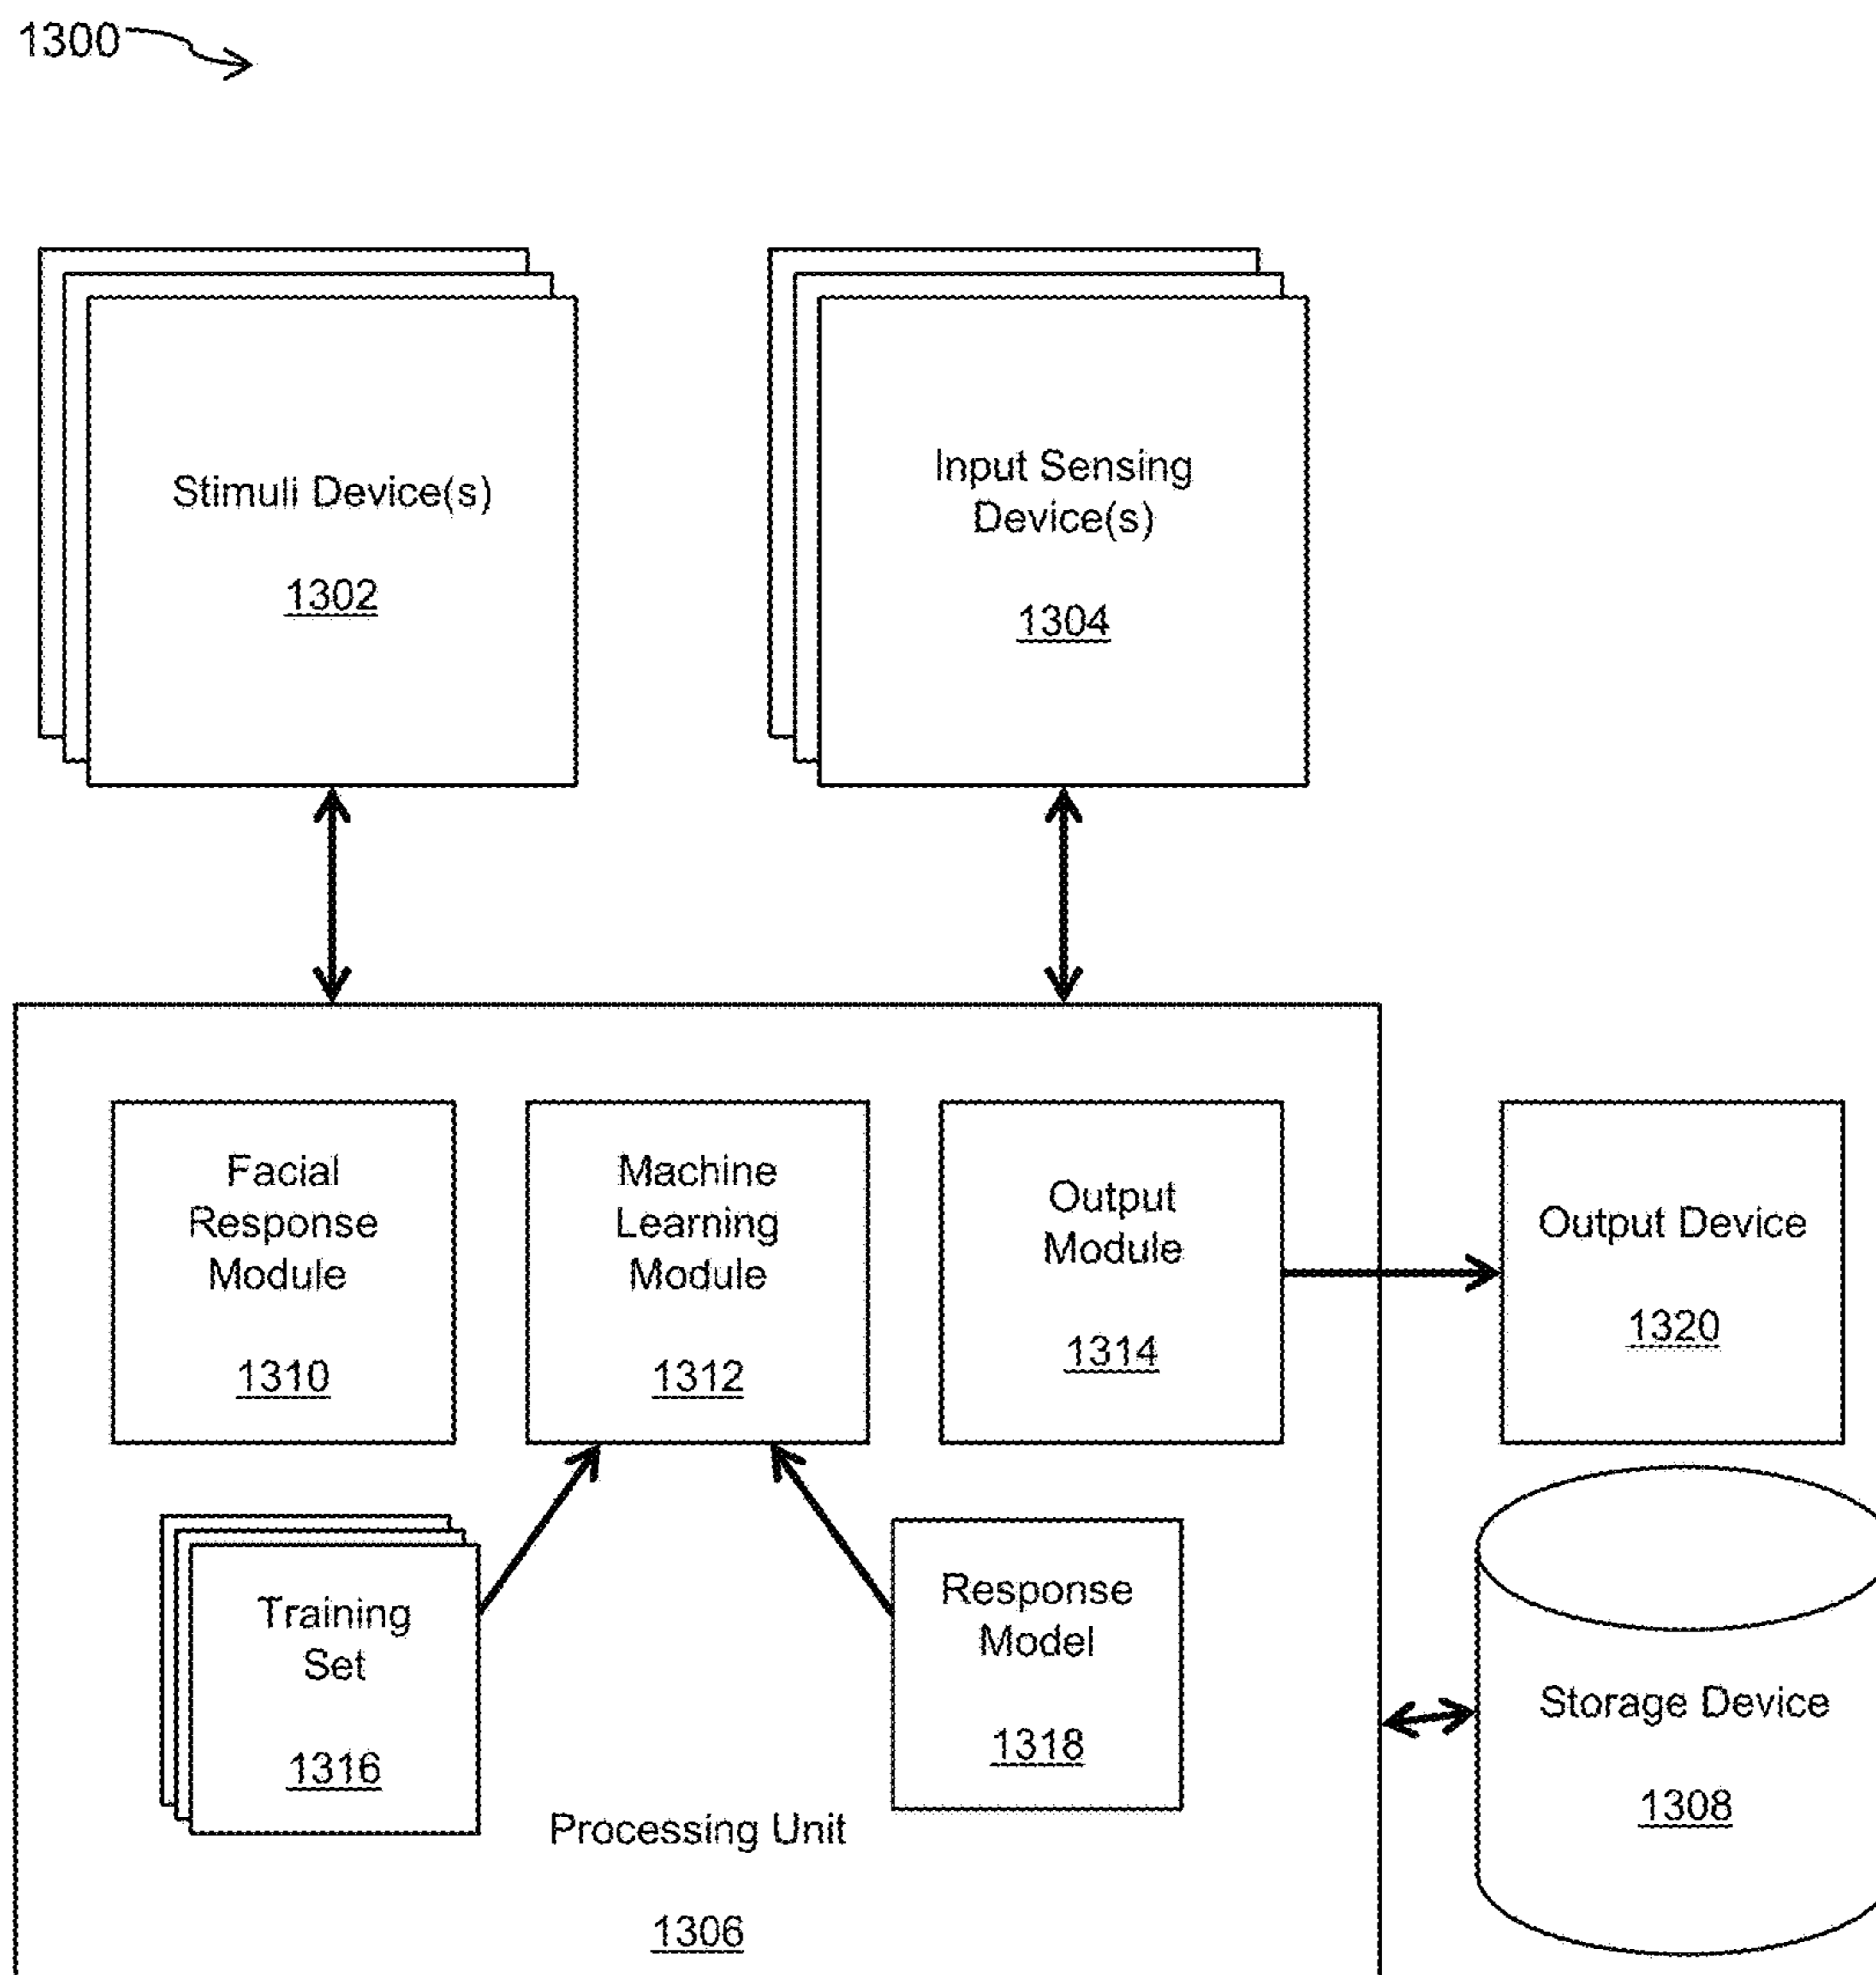 1300
Stimuli Device(s)
1302
Input Sensing
Device(s)
1304
Facial
Response
Module
1310
Machine
Learning
Module
1312
Output
Module
1314
Output Device
1320
Training
Set
1316
Response
Model
1318
Storage Device
1308
Processing Unit
1306